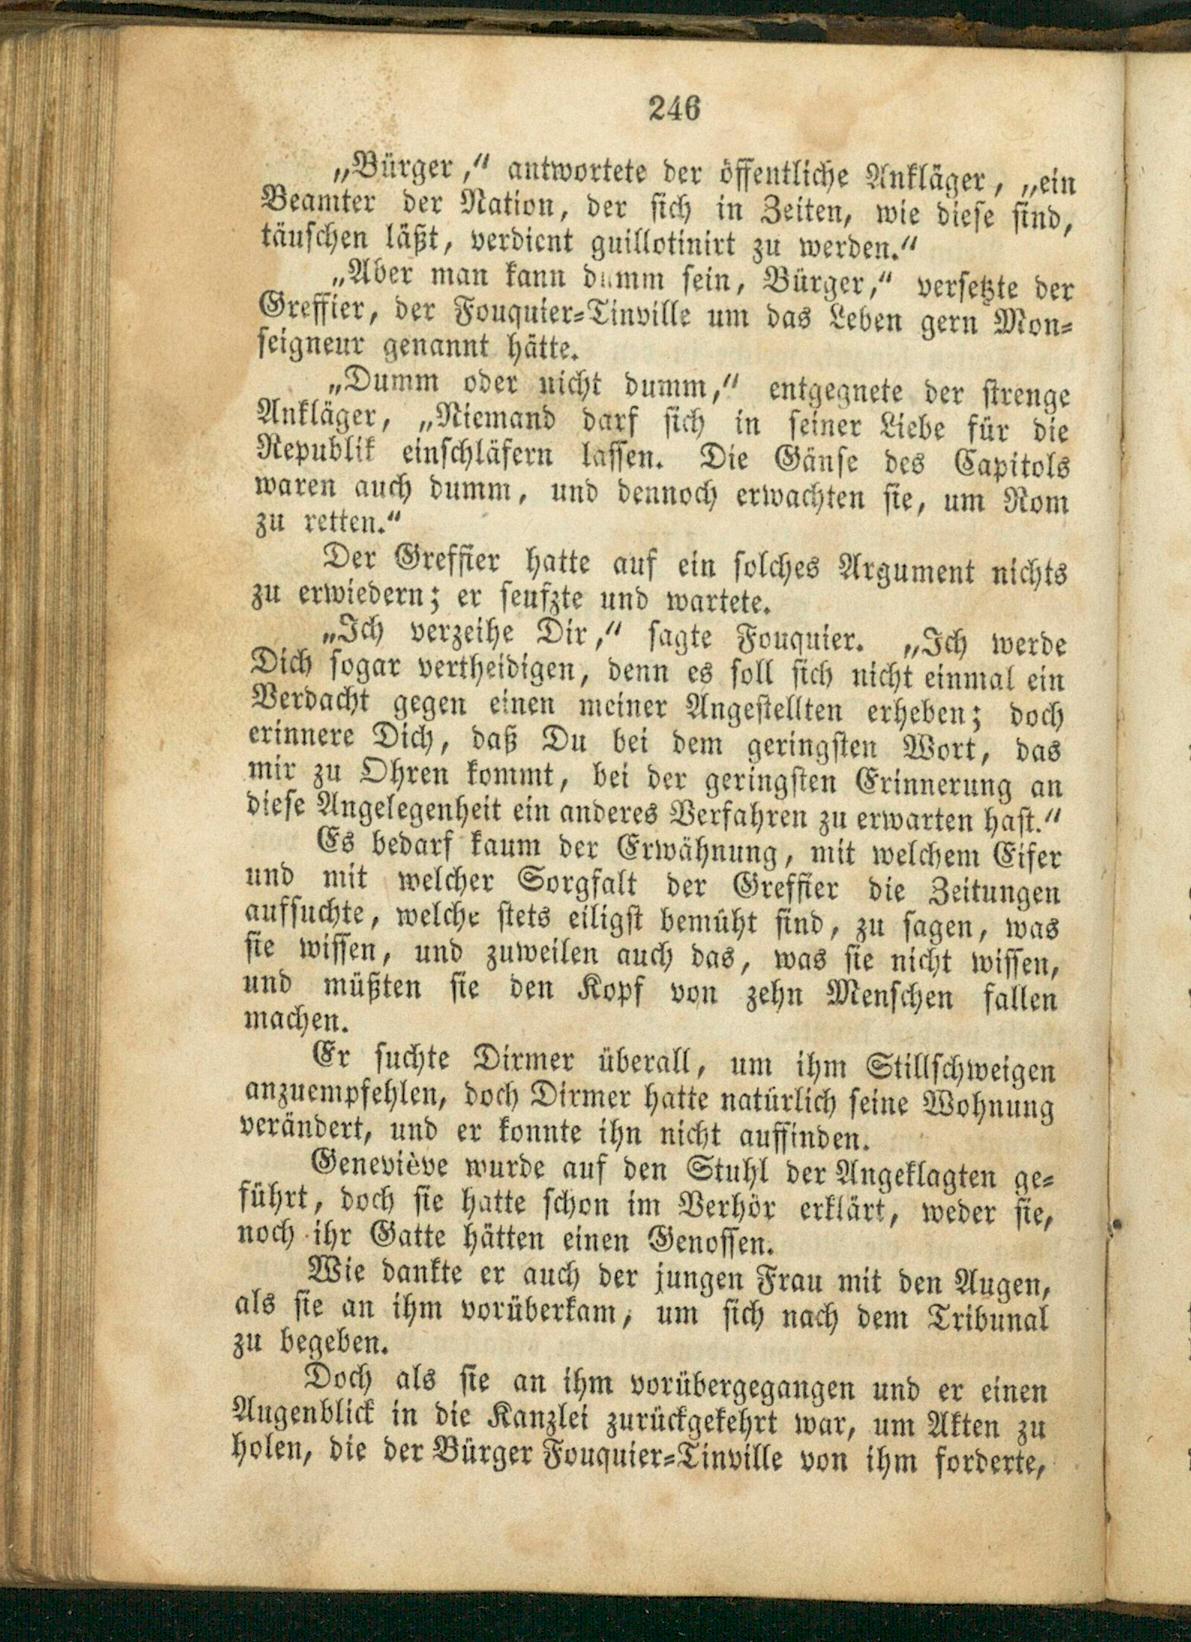 246
„Bürger,“ antwortete der öffentliche Ankläger, „ein
Beamter der Nation, der sich in Zeiten, wie diese sind,
täuschen läßt, verdient guillotinirt zu werden.“
„Aber man kann dumm sein, Bürger,“ versetzte der
Greffier, der Fouquier-Tinville um das Leben gern Mon-
seigneur genannt hätte.
„Dumm oder nicht dumm,“ entgegnete der strenge
Ankläger, „Niemand darf sich in seiner Liebe für die
Republik einschläfern lassen. Die Gänse des Capitols
waren auch dumm, und dennoch erwachten sie, um Rom
zu retten.“
Der Greffier hatte auf ein solches Argument nichts
zu erwiedern; er seufzte und wartete.
„Ich verzeihe Dir,“ sagte Fouquier. „Ich werde
Dich sogar vertheidigen, denn es soll sich nicht einmal ein
Verdacht gegen einen meiner Angestellten erheben; doch
erinnere Dich, daß Du bei dem geringsten Wort, das
mir zu Ohren kommt, bei der geringsten Erinnerung an
diese Angelegenheit ein anderes Verfahren zu erwarten hast.“
Es bedarf kaum der Erwähnung, mit welchem Eifer
und mit welcher Sorgfalt der Greffier die Zeitungen
aufsuchte, welche stets eiligst bemüht sind, zu sagen, was
sie wissen, und zuweilen auch das, was sie nicht wissen,
und müßten sie den Kopf von zehn Menschen fallen
machen.
Er suchte Dirmer überall, um ihm Stillschweigen
anzuempfehlen, doch Dirmer hatte natürlich seine Wohnung
verändert, und er konnte ihn nicht auffinden.
Geneviève wurde auf den Stuhl der Angeklagten ge-
führt, doch sie hatte schon im Verhör erklärt, weder sie,
noch ihr Gatte hätten einen Genossen.
Wie dankte er auch der jungen Frau mit den Augen,
als sie an ihm vorüberkam, um sich nach dem Tribunal
zu begeben.
Doch als sie an ihm vorübergegangen und er einen
Augenblick in die Kanzlei zurückgekehrt war, um Akten zu
holen, die der Bürger Fouquier-Tinville von ihm forderte,